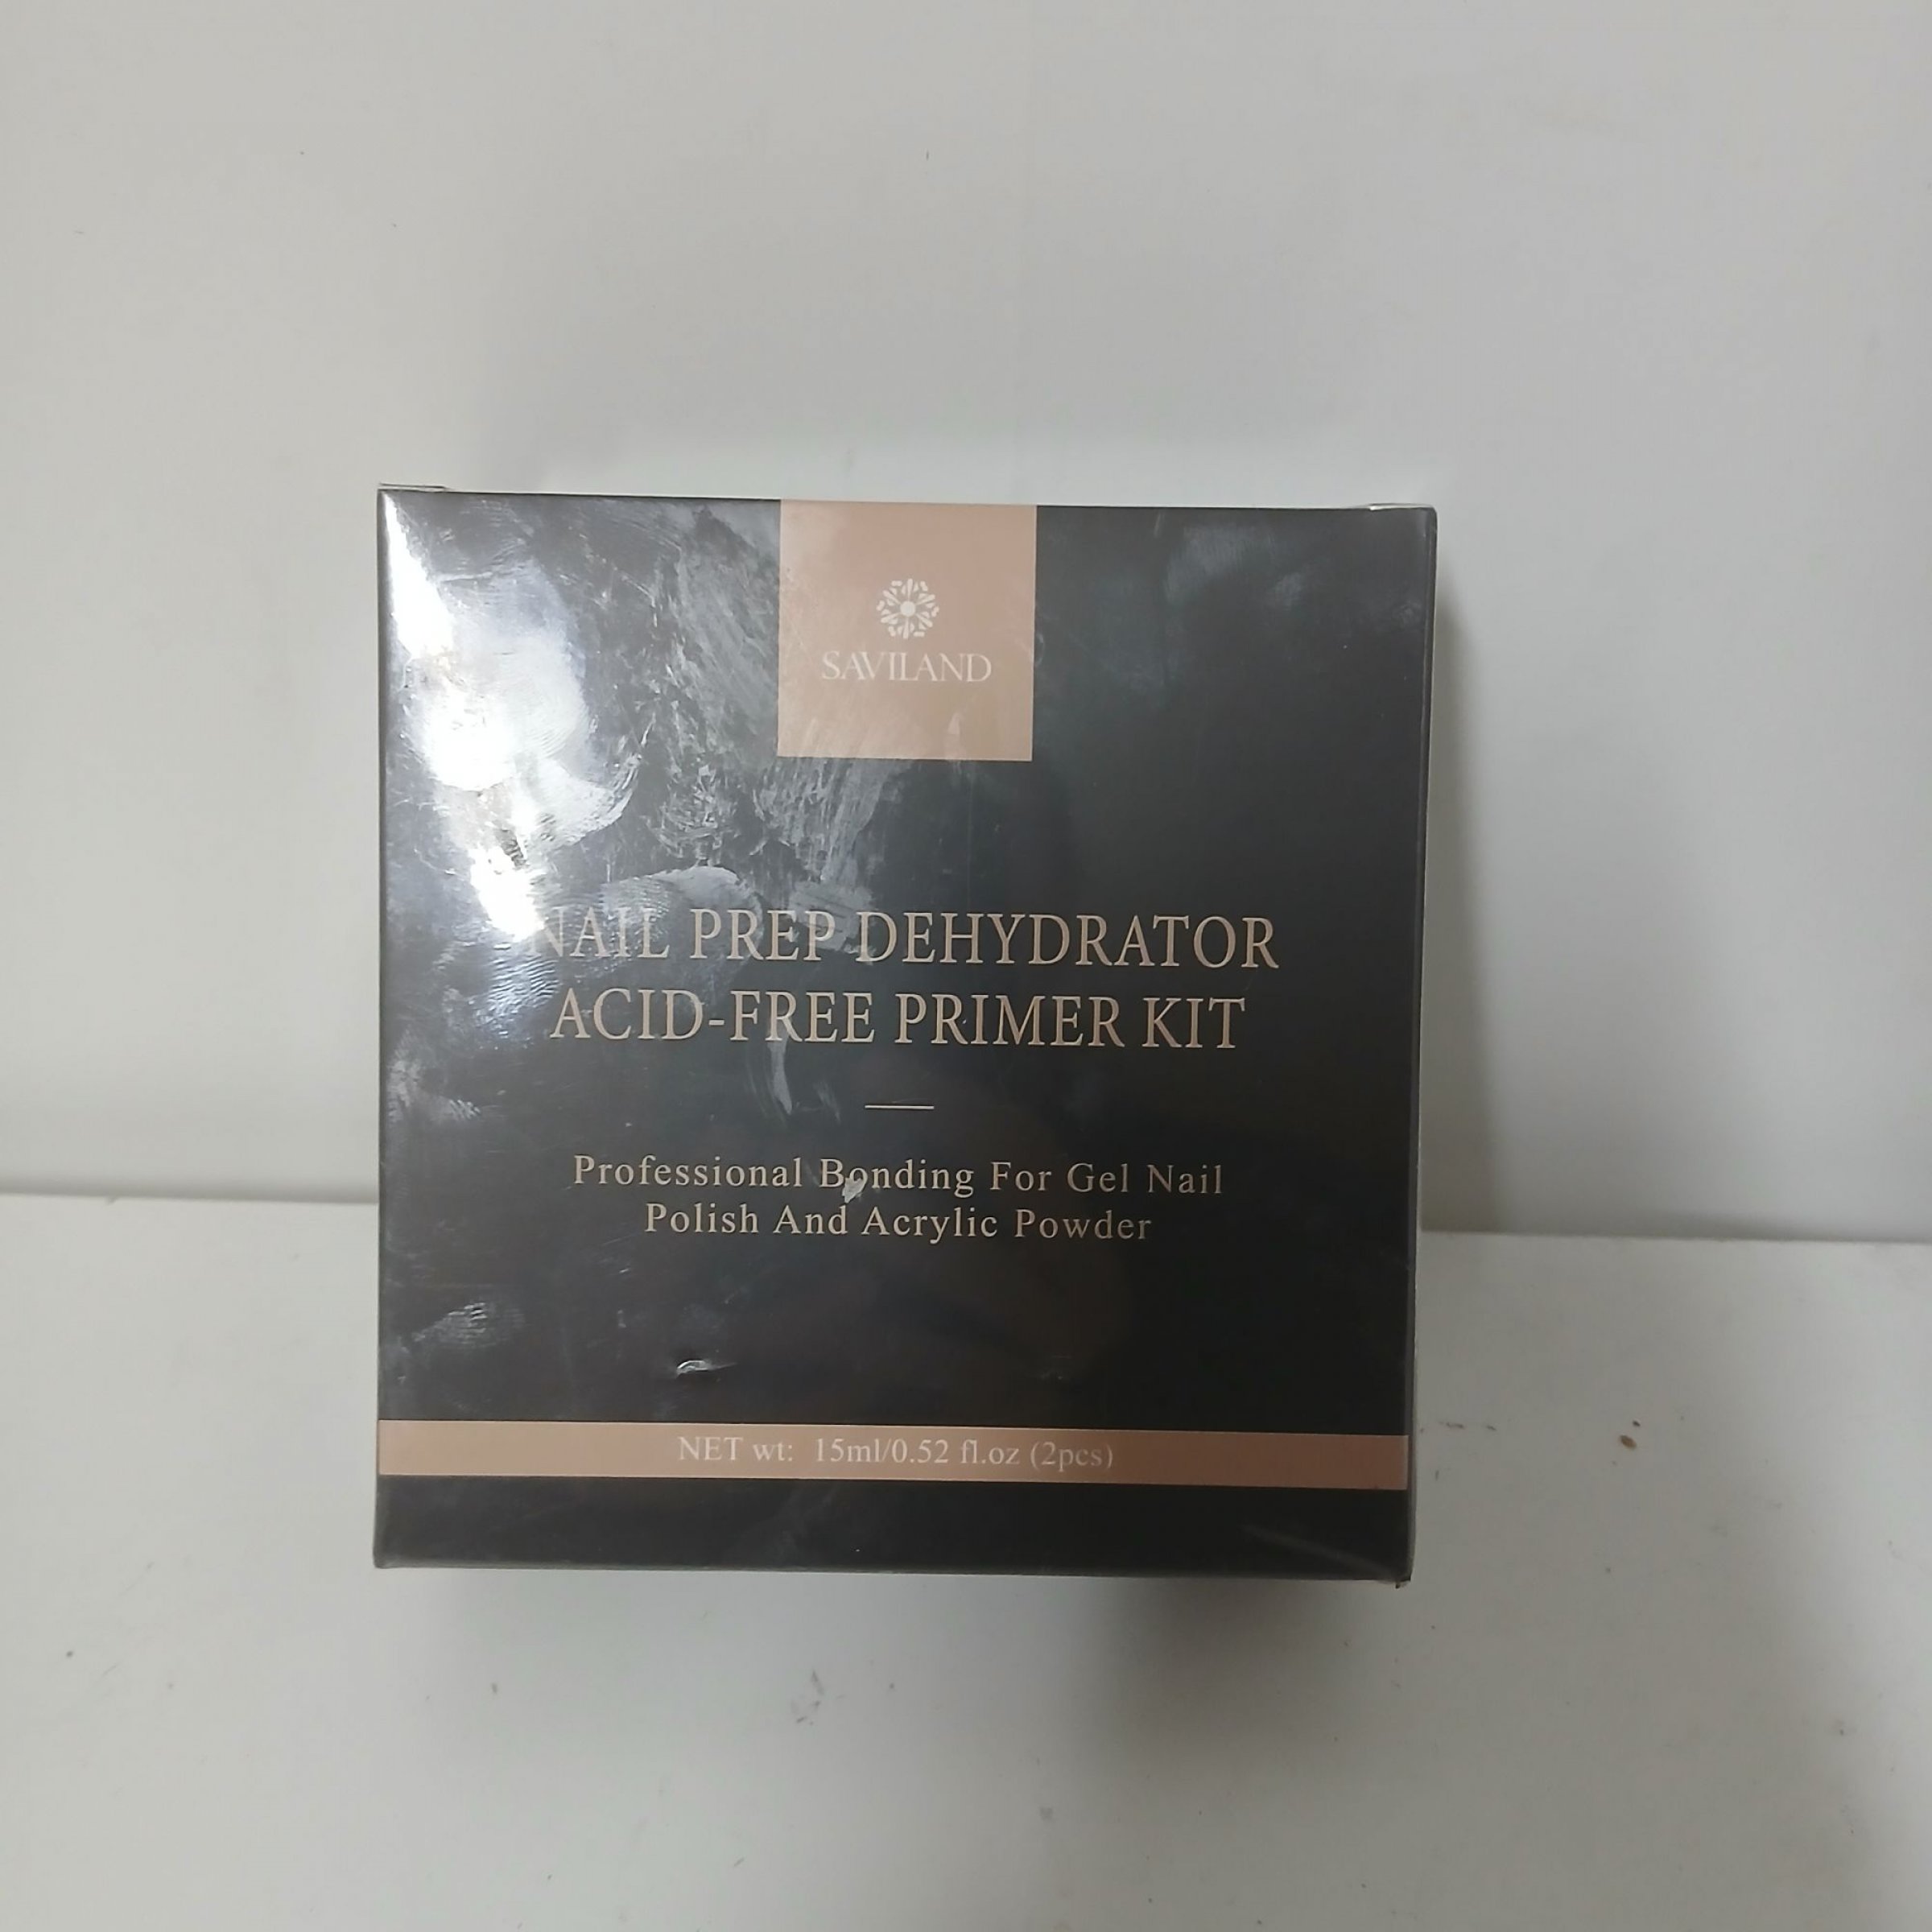 SAVILAND
NAIL PREP DEHYDRATOR
ACID-FREE PRIMER KIT
Professional Bonding For Gel Nail
Polish And Acrylic Powder
NET wt: 15ml/0.52 fl.oz (2pcs)